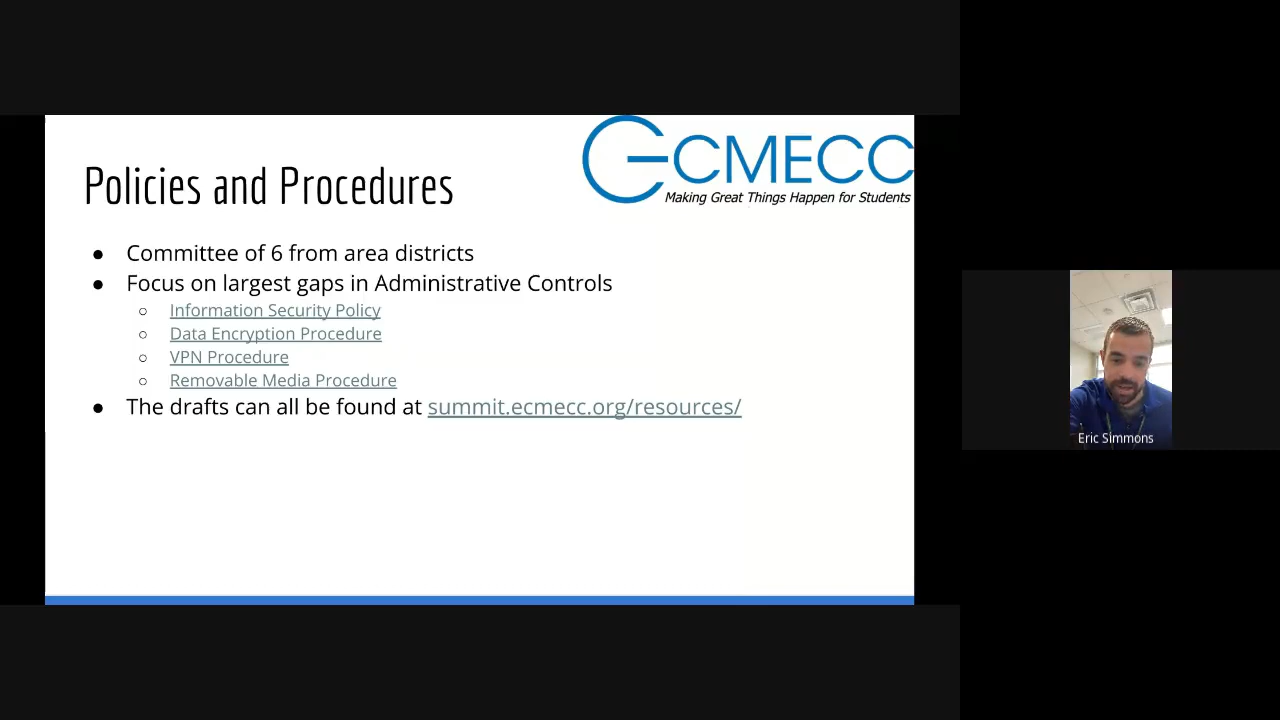 ECMECC
Making Great Things Happen for Students
Policies and Procedures
● Committee of 6 from area districts
● Focus on largest gaps in Administrative Controls
○ Information Security Policy
○ Data Encryption Procedure
○ VPN Procedure
○ Removable Media Procedure
● The drafts can all be found at summit.ecmecc.org/resources/
Eric Simmons